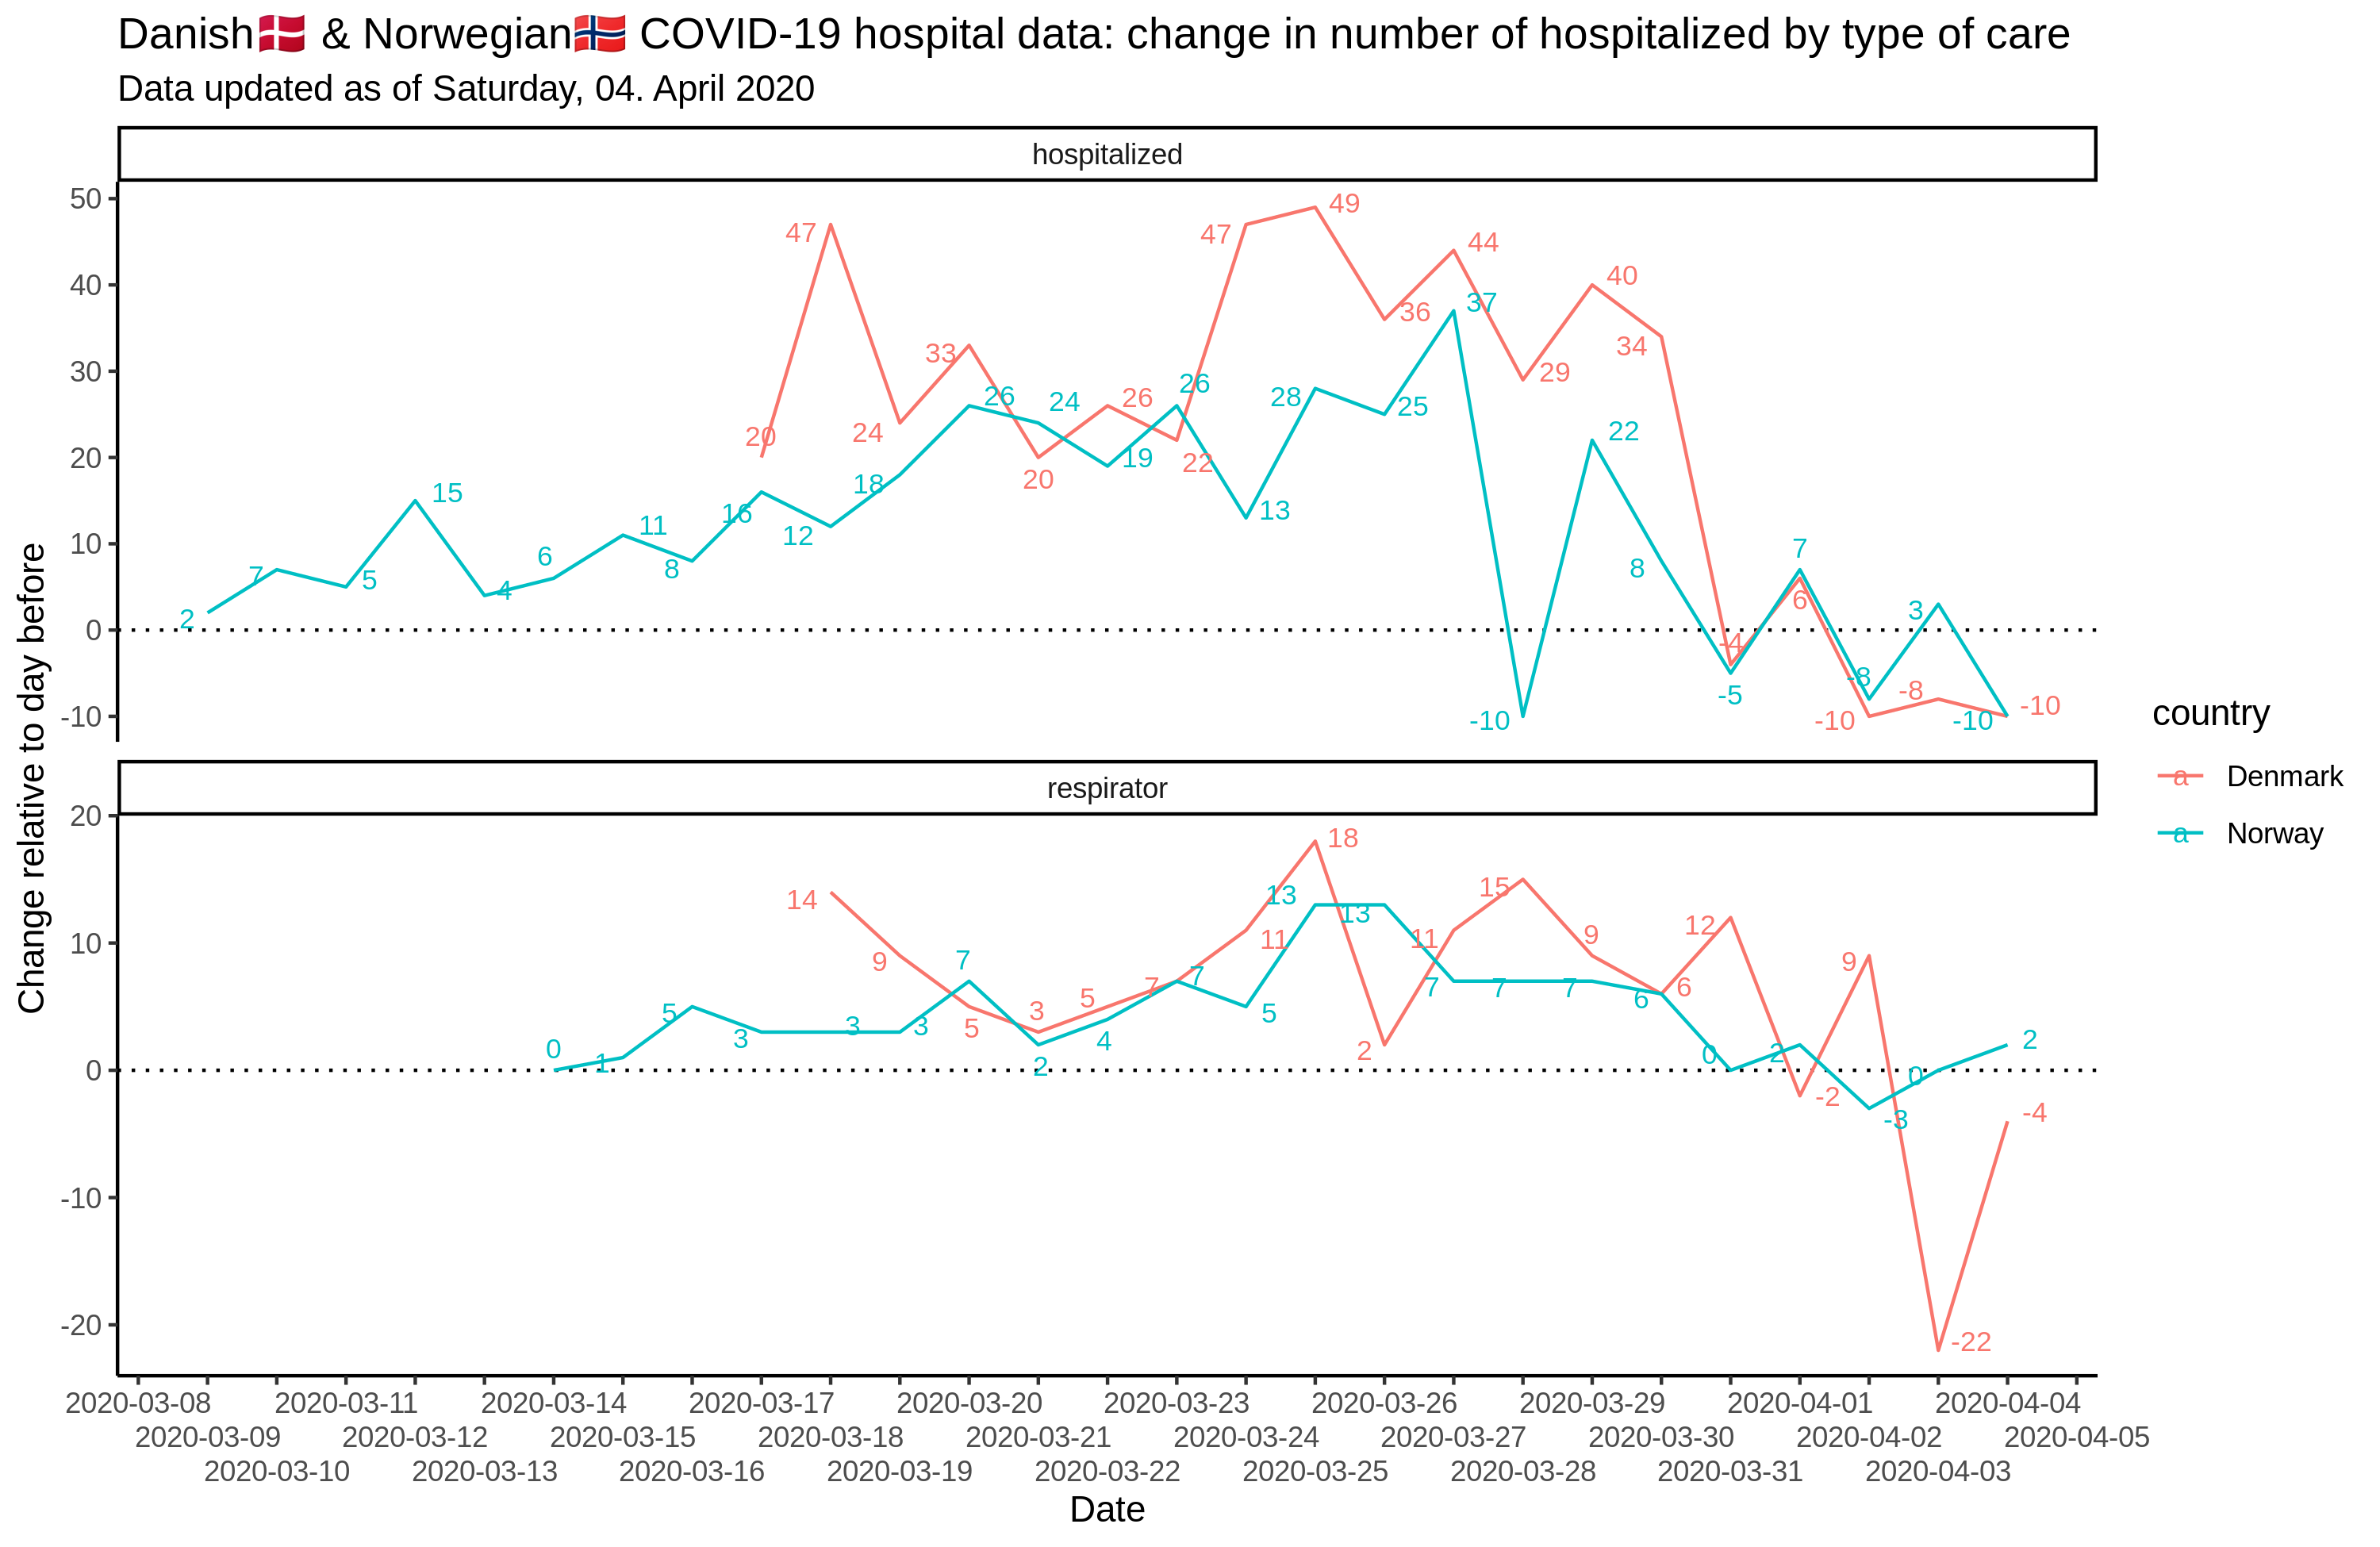 Danish🇩🇰 & Norwegian🇳🇴 COVID-19 hospital data: change in number of hospitalized by type of care
Data updated as of Saturday, 04. April 2020
hospitalized
50
40
30
20
10
0
-10
47 49 44 40 36 37 34 33 29 26 24 26 26 28 25 22 24 20 20 19 22 18 16 12 13 15 11 8 6 7 5 4 2 8 7 6 3 -4 -5 -8 -8 -10 -10 -10 -10
respirator
20
10
0
-10
-20
18 14 13 13 15 12 11 11 9 9 9 7 7 7 7 7 7 6 6 5 5 5 5 3 3 3 4 2 2 2 2 1 0 0 0 -2 -3 -4 -22
Change relative to day before
country
a Denmark
a Norway
2020-03-08 2020-03-11 2020-03-14 2020-03-17 2020-03-20 2020-03-23 2020-03-26 2020-03-29 2020-04-01 2020-04-04
2020-03-09 2020-03-12 2020-03-15 2020-03-18 2020-03-21 2020-03-24 2020-03-27 2020-03-30 2020-04-02 2020-04-05
2020-03-10 2020-03-13 2020-03-16 2020-03-19 2020-03-22 2020-03-25 2020-03-28 2020-03-31 2020-04-03
Date